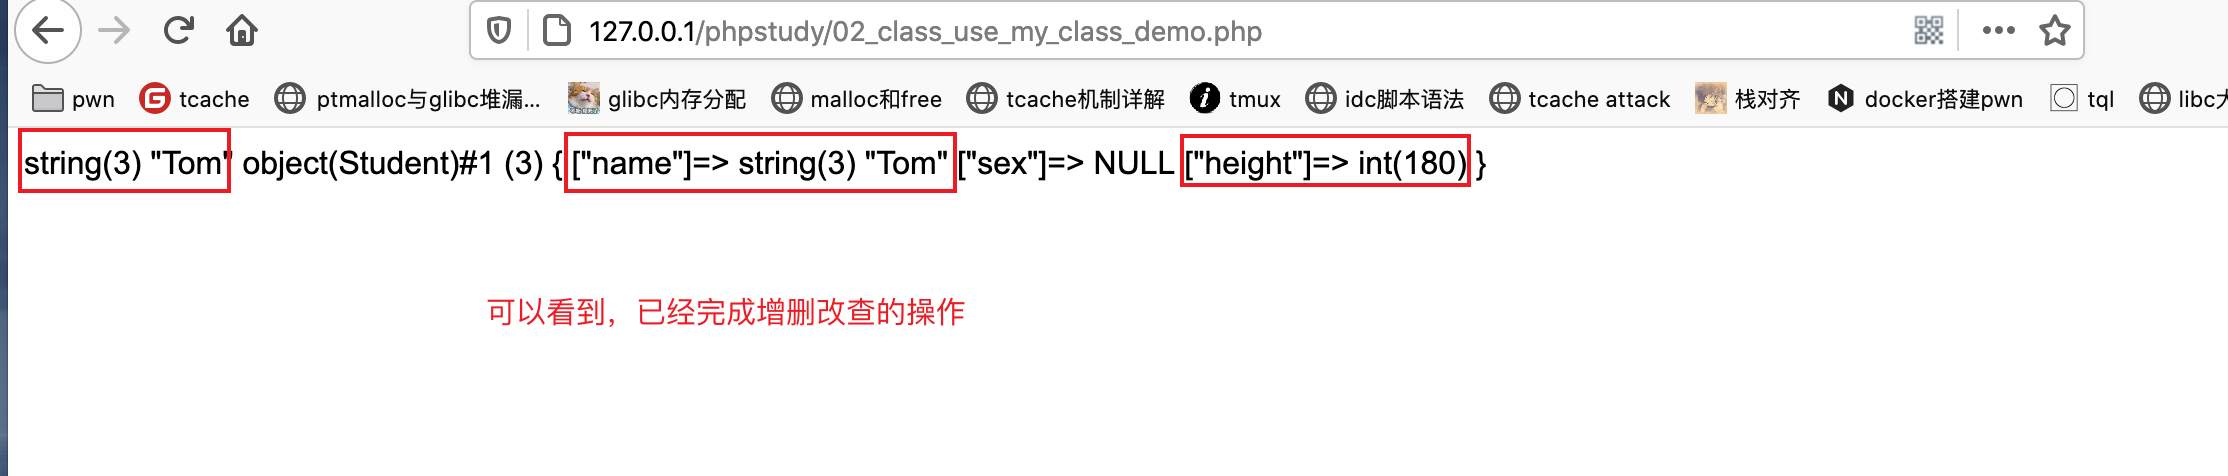 127.0.0.1/phpstudy/02_class_use_my_class_demo.php
pwn tcache ptmalloc与glibc堆漏... glibc内存分配 malloc和free tcache机制详解 tmux idc脚本语法 tcache attack 栈对齐 docker搭建pwn tql libc大
string(3) "Tom" object(Student)#1 (3) { ["name"]=> string(3) "Tom" ["sex"]=> NULL ["height"]=> int(180) }
可以看到，已经完成增删改查的操作